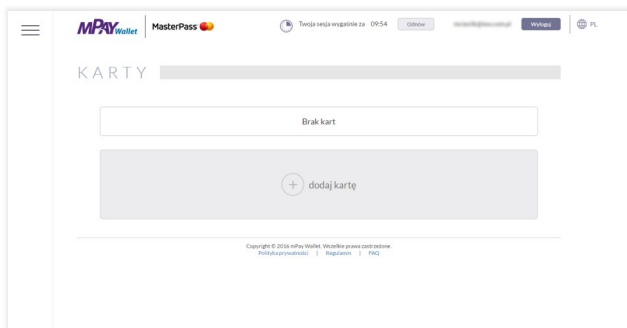 mPAY Wallet
MasterPass
Twoja sesja wygaśnie za 09:54
Odnów
Wyloguj
PL
KARTY
Brak kart
dodaj kartę
Copyright © 2016 mPay Wallet. Wszelkie prawa zastrzeżone.
Polityka prywatności | Regulamin | FAQ